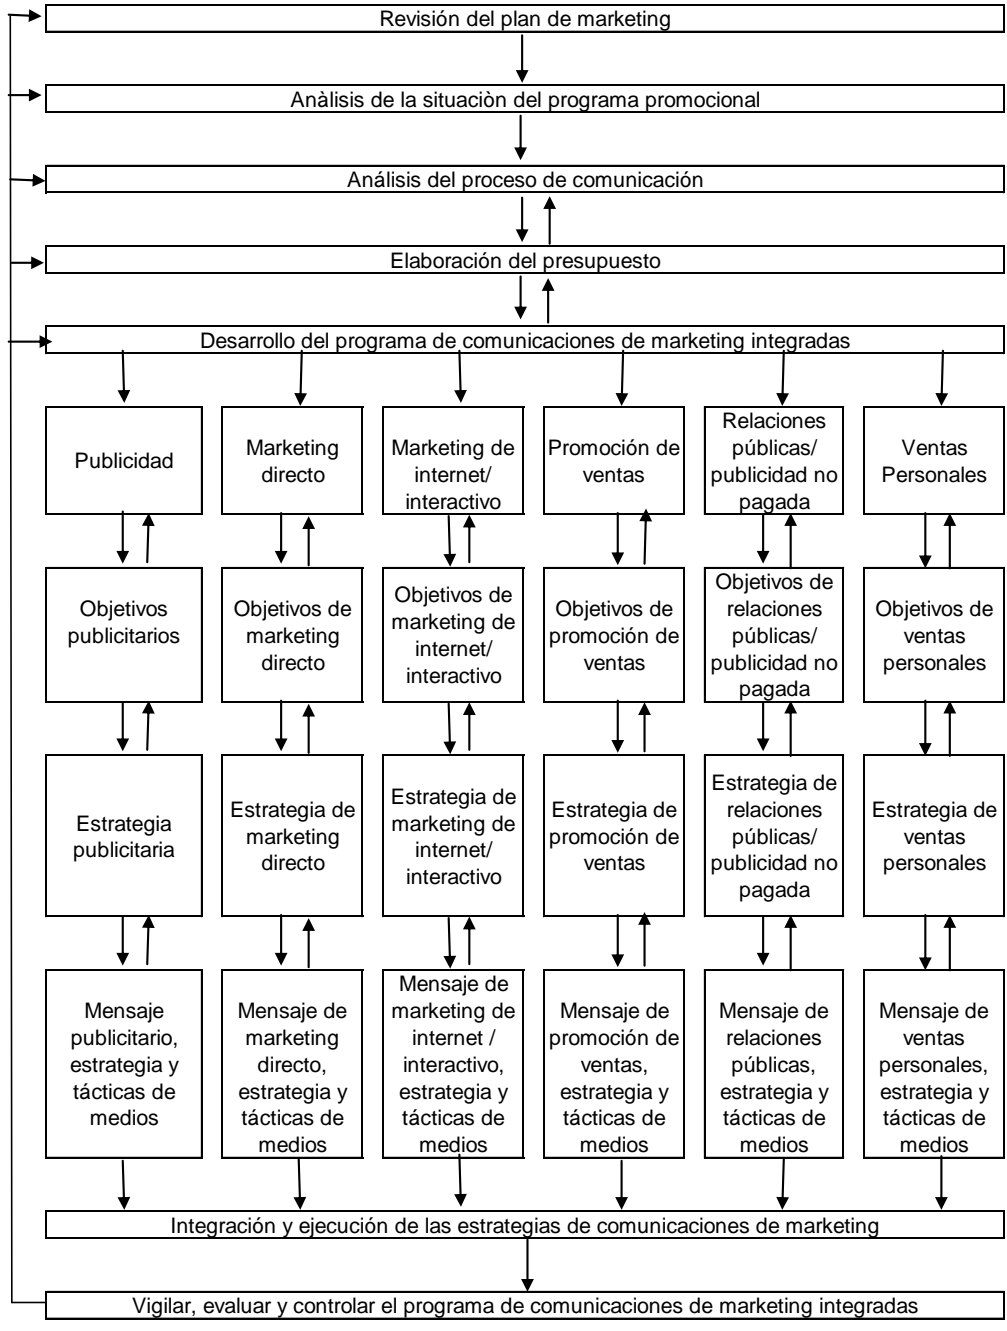 Revisión del plan de marketing
Anàlisis de la situaciòn del programa promocional
Análisis del proceso de comunicación
Elaboración del presupuesto
Desarrollo del programa de comunicaciones de marketing integradas
Publicidad
Marketing
directo
Marketing de
internet/
interactivo
Promoción de
ventas
Relaciones
públicas/
publicidad no
pagada
Ventas
Personales
Objetivos
publicitarios
Objetivos de
marketing
directo
Objetivos de
marketing de
internet/
interactivo
Objetivos de
promoción de
ventas
Objetivos de
relaciones
públicas/
publicidad no
pagada
Objetivos de
ventas
personales
Estrategia
publicitaria
Estrategia de
marketing
directo
Estrategia de
marketing de
internet/
interactivo
Estrategia de
promoción de
ventas
Estrategia de
relaciones
públicas/
publicidad no
pagada
Estrategia de
ventas
personales
Mensaje
publicitario,
estrategia y
tácticas de
medios
Mensaje de
marketing
directo,
estrategia y
tácticas de
medios
Mensaje de
marketing de
internet /
interactivo,
estrategia y
tácticas de
medios
Mensaje de
promoción de
ventas,
estrategia y
tácticas de
medios
Mensaje de
relaciones
públicas,
estrategia y
tácticas de
medios
Mensaje de
ventas
personales,
estrategia y
tácticas de
medios
Integración y ejecución de las estrategias de comunicaciones de marketing
Vigilar, evaluar y controlar el programa de comunicaciones de marketing integradas